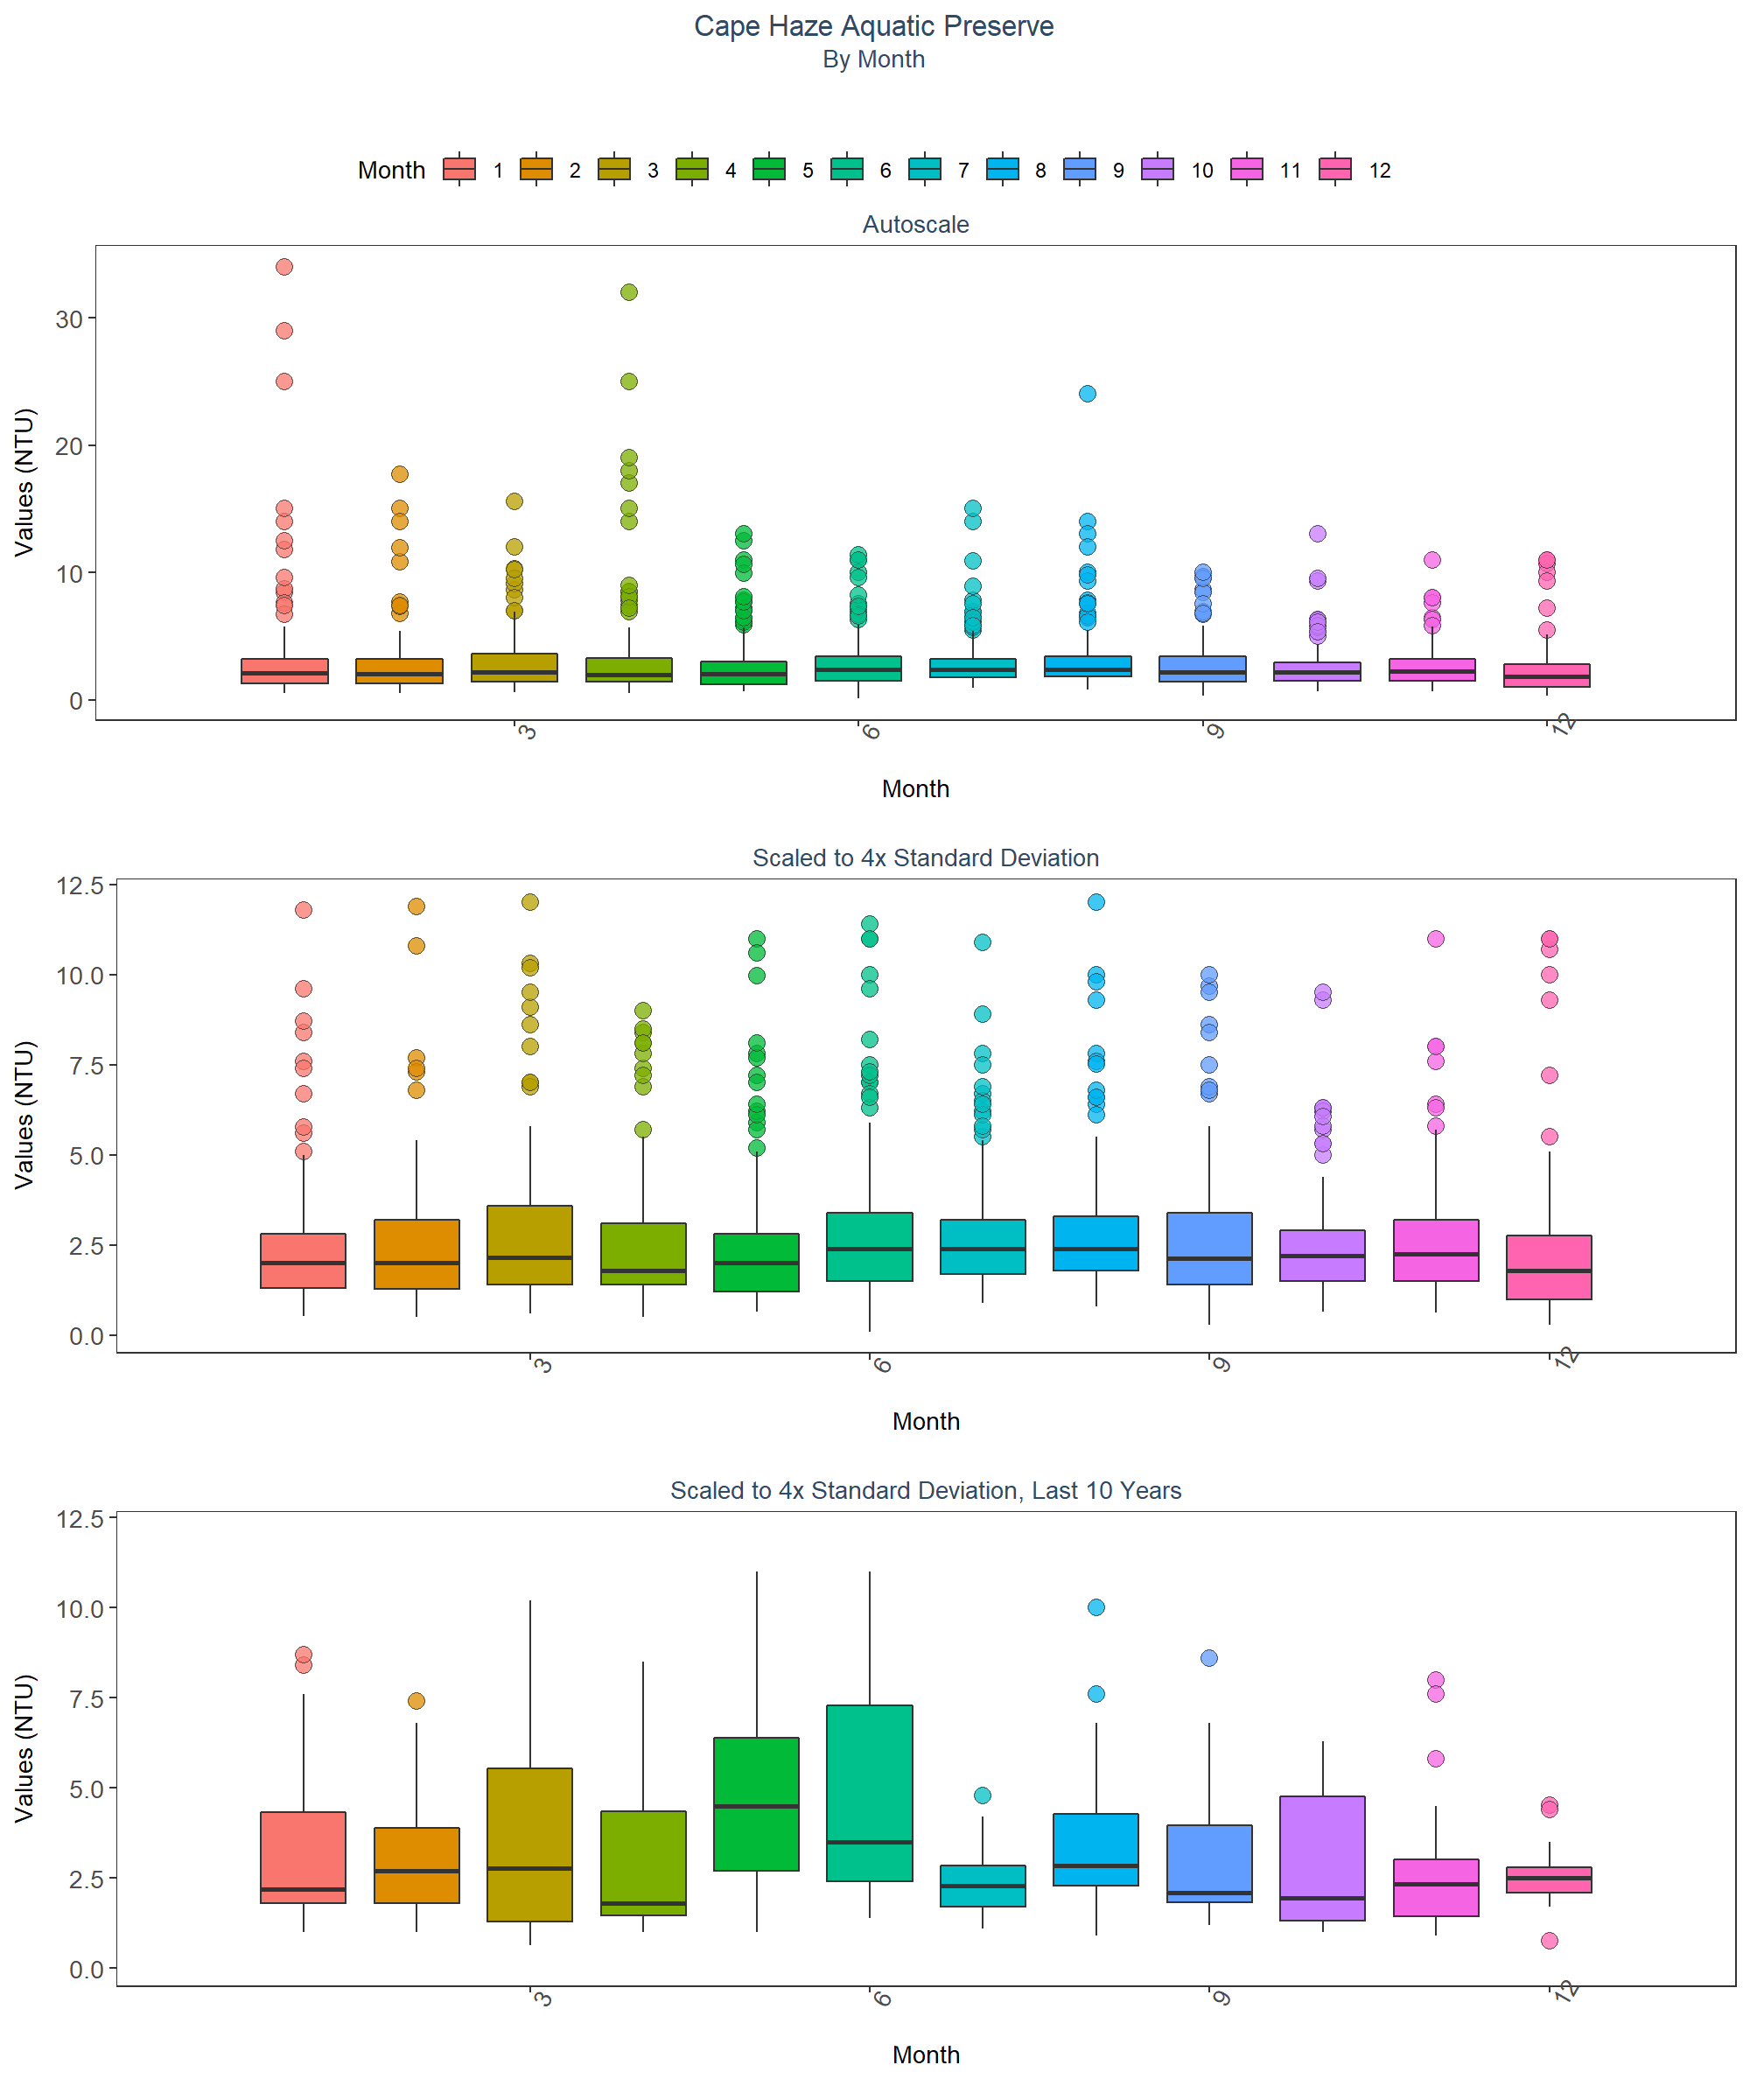 Cape Haze Aquatic Preserve
By Month
Month 1 2 3 4 5 6 7 8 9 10 11 12
Autoscale
Values (NTU)
30
20
10
0
3 6 9 12
Month
Scaled to 4x Standard Deviation
Values (NTU)
12.5
10.0
7.5
5.0
2.5
0.0
3 6 9 12
Month
Scaled to 4x Standard Deviation, Last 10 Years
Values (NTU)
12.5
10.0
7.5
5.0
2.5
0.0
3 6 9 12
Month